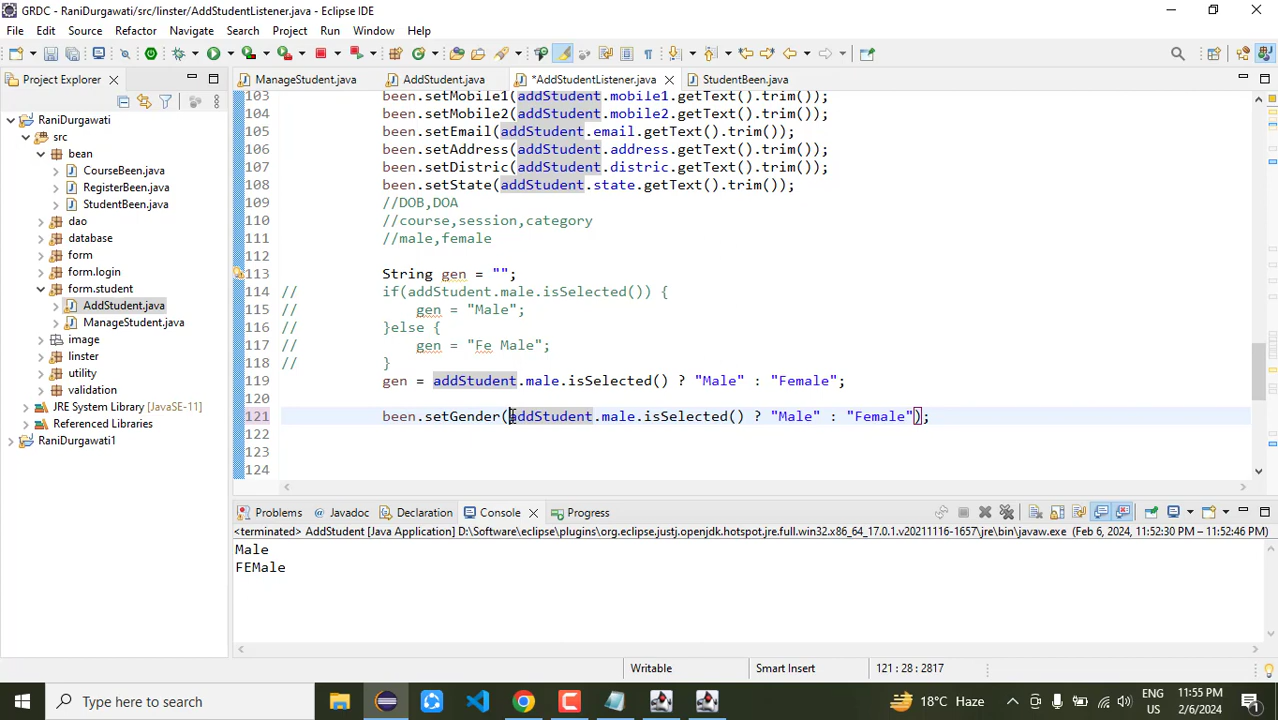 GRDC - RaniDurgawati/src/linster/AddStudentListener.java - Eclipse IDE
File Edit Source Refactor Navigate Search Project Run Window Help
Project Explorer
ManageStudent.java AddStudent.java *AddStudentListener.java StudentBeen.java
RaniDurgawati
src
bean
CourseBeen.java
RegisterBeen.java
StudentBeen.java
dao
database
form
form.login
form.student
AddStudent.java
ManageStudent.java
image
linster
utility
validation
JRE System Library [JavaSE-11]
Referenced Libraries
RaniDurgawati1
103 been.setMobile1(addStudent.mobile1.getText().trim());
104 been.setMobile2(addStudent.mobile2.getText().trim());
105 been.setEmail(addStudent.email.getText().trim());
106 been.setAddress(addStudent.address.getText().trim());
107 been.setDistric(addStudent.distric.getText().trim());
108 been.setState(addStudent.state.getText().trim());
109 //DOB,DOA
110 //course,session,category
111 //male,female
112
113 String gen = "";
114 // if(addStudent.male.isSelected()) {
115 // gen = "Male";
116 // }else {
117 // gen = "Fe Male";
118 // }
119 gen = addStudent.male.isSelected() ? "Male" : "Female";
120
121 been.setGender(addStudent.male.isSelected() ? "Male" : "Female");
122
123
124
Problems Javadoc Declaration Console Progress
<terminated> AddStudent [Java Application] D:\Software\eclipse\plugins\org.eclipse.justj.openjdk.hotspot.jre.full.win32.x86_64_17.0.1.v20211116-1657\jre\bin\javaw.exe (Feb 6, 2024, 11:52:30 PM – 11:52:46 PM)
Male
FEMale
Writable Smart Insert 121 : 28 : 2817
Type here to search
18°C Haze
ENG
US
11:55 PM
2/6/2024
1